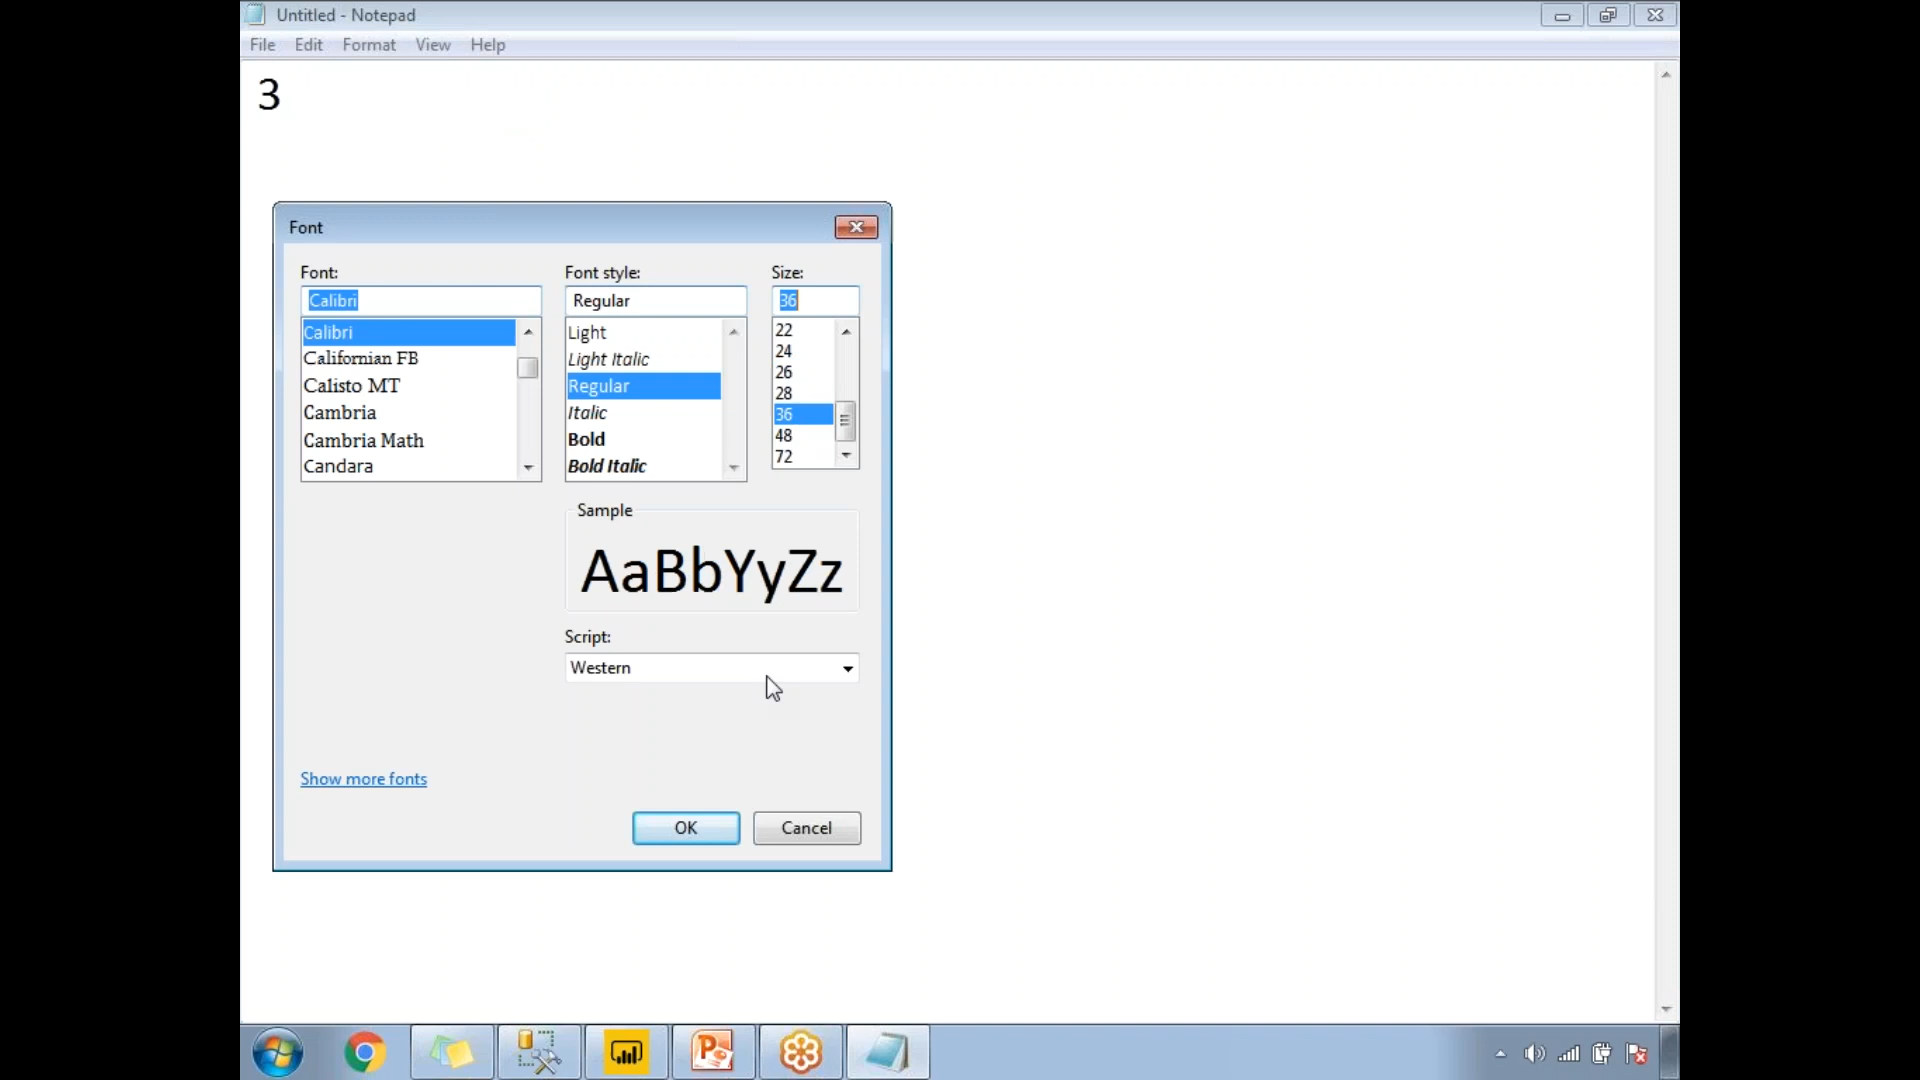 Untitled - Notepad
File Edit Format View Help
3
Font
Font: Font style: Size:
Calibri Regular 36
Calibri Light 22
Californian FB Light Italic 24
Calisto MT Regular 26
Cambria Italic 28
Cambria Math Bold 36
Candara Bold Italic 48
72
Sample
AaBbYyZz
Script:
Western
Show more fonts
OK Cancel